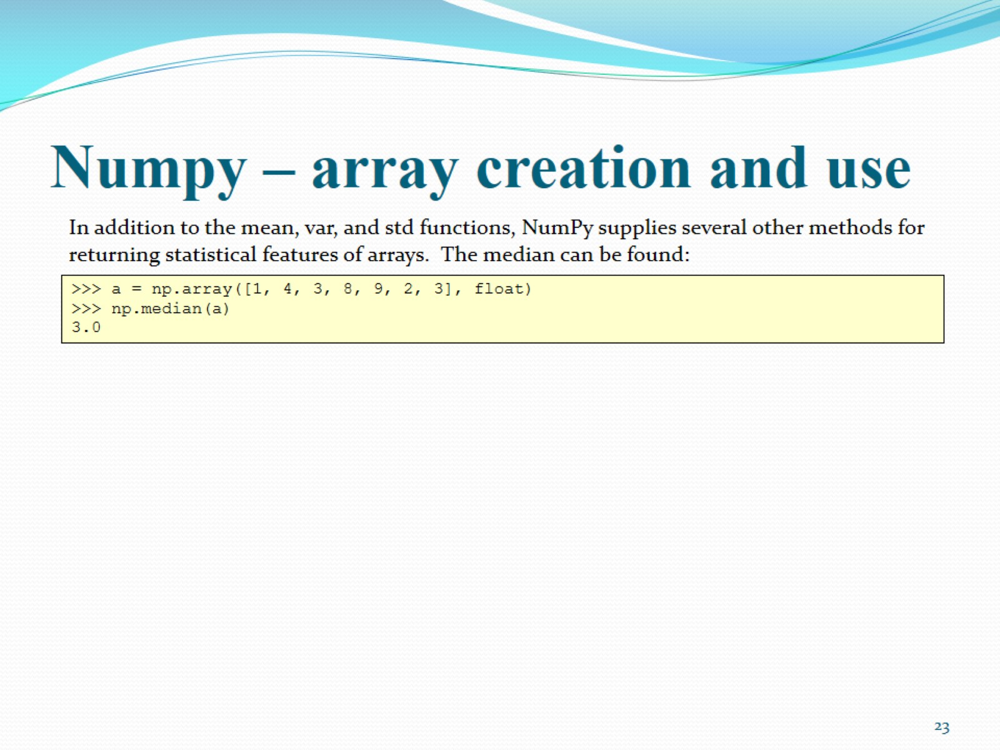 Numpy – array creation and use
In addition to the mean, var, and std functions, NumPy supplies several other methods for
returning statistical features of arrays.  The median can be found:
>>> a = np.array([1, 4, 3, 8, 9, 2, 3], float)
>>> np.median(a)
3.0
23